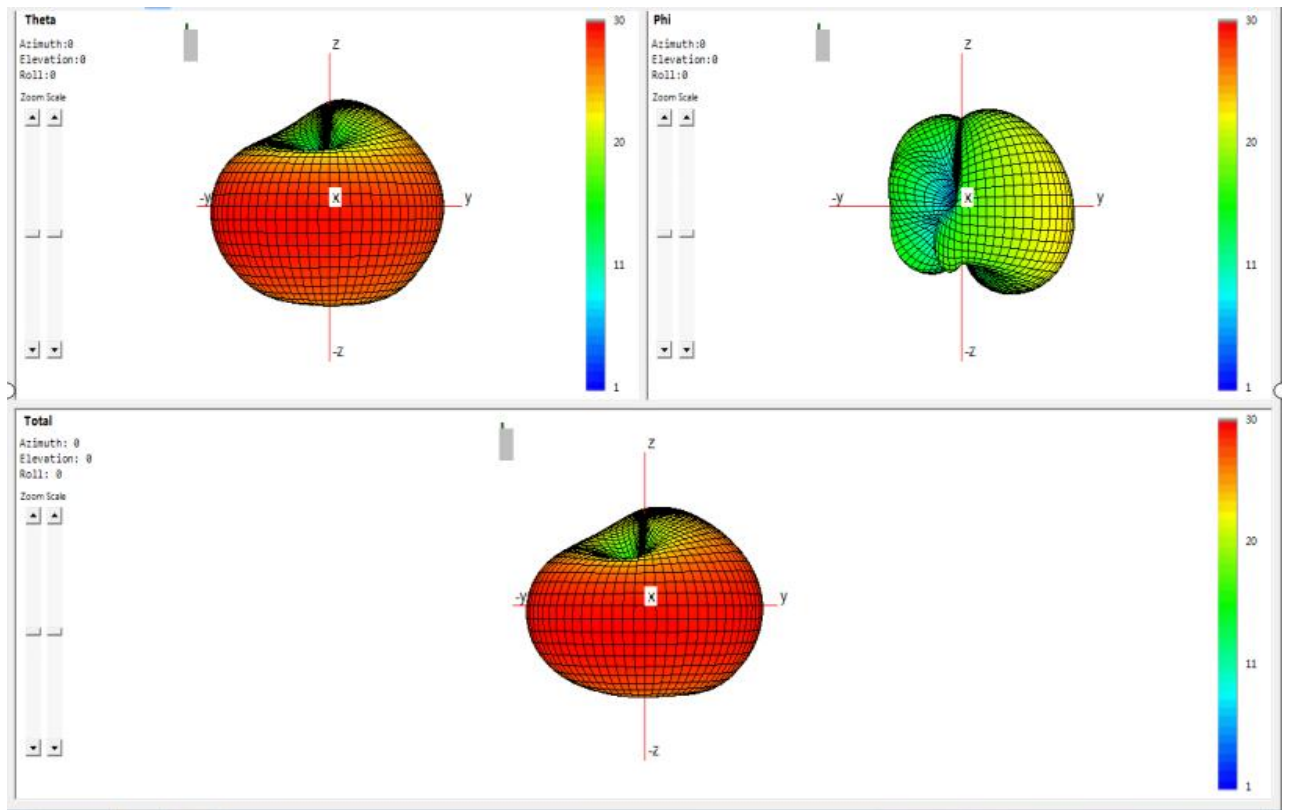 Theta
Azimuth:0
Elevation:0
Roll:0
Zoom Scale
z
-y
x
y
-z
30
20
11
1
Phi
Azimuth:0
Elevation:0
Roll:0
Zoom Scale
z
-y
x
y
-z
30
20
11
1
Total
Azimuth: 0
Elevation: 0
Roll: 0
Zoom Scale
z
-y
x
y
-z
30
20
11
1